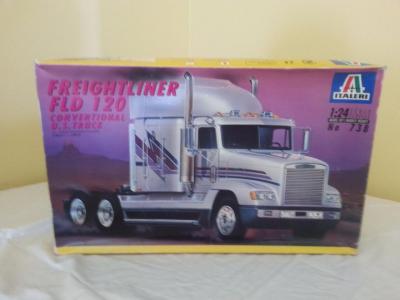 FREIGHTLINER
FLD 120
CONVENTIONAL
U.S. TRUCK
ITALERI
1:24
No 738